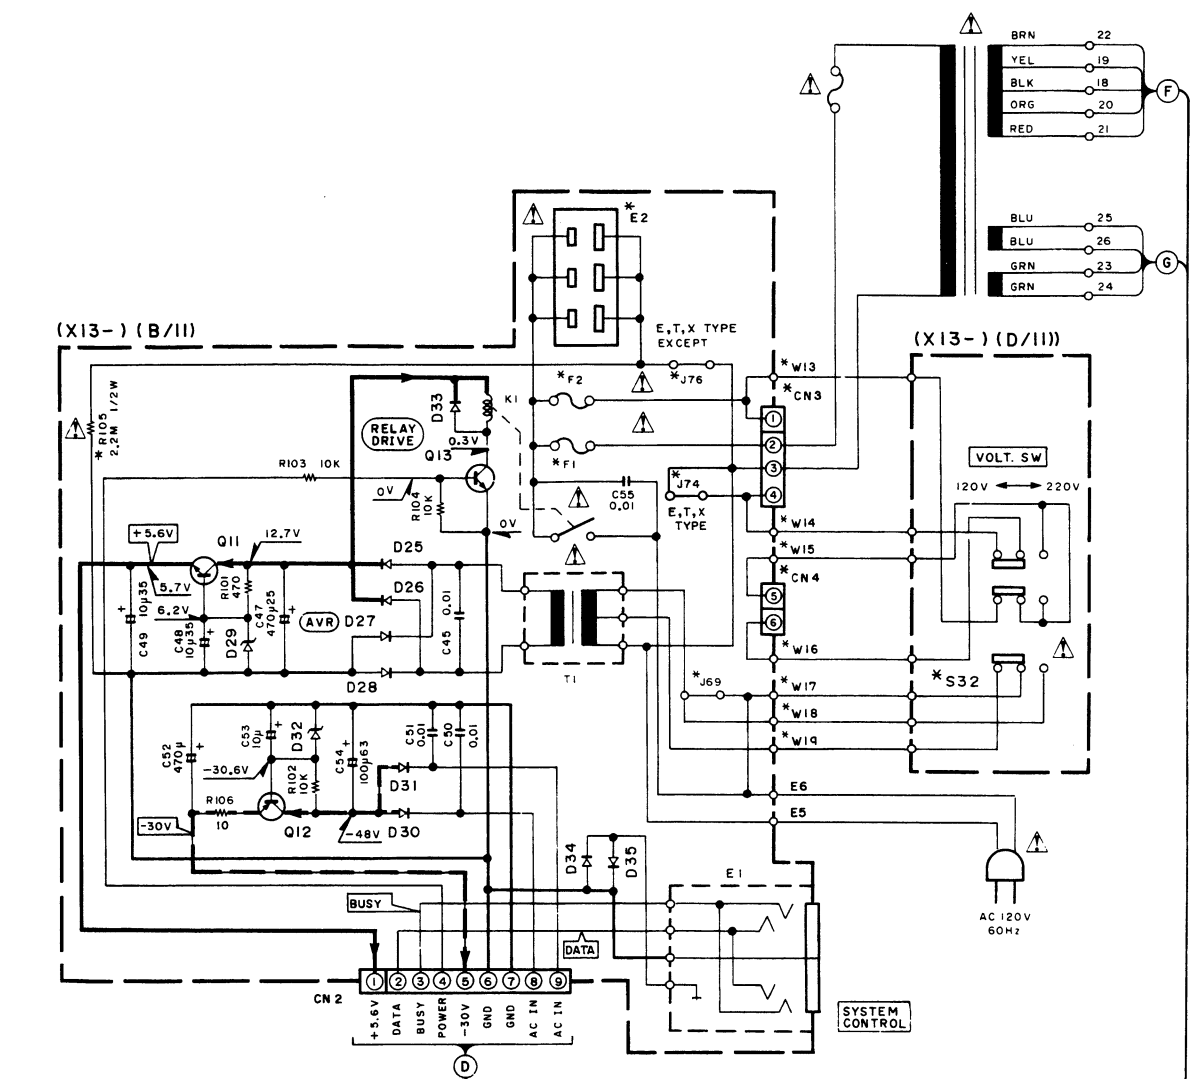 BRN 22
YEL 19
BLK 18
ORG 20
RED 21
F
BLU 25
BLU 26
GRN 23
GRN 24
G
* E2
(X13-) (B/11)
E,T,X TYPE
EXCEPT
(X13-) (D/11))
*W13
*J76
*F2
*CN3
K1
D33
1
RELAY
DRIVE
0.3V
*R105
2.2M 1/2W
2
Q13
*F1
VOLT. SW
R103 10K
3
*J74
120V 220V
0V
R104
10K
C55
0.01
4
E,T,X
TYPE
0V
*W14
+5.6V
Q11
12.7V
D25
*W15
*CN4
5.7V
R101
470
D26
10μ35
C49
6.2V
C47
470μ25
AVR
D27
0.01
C45
5
C48
10μ35
D29
6
*W16
D28
T1
*J69
*S32
*W17
*W18
C52
470μ
C53
10μ
D32
C54
100μ63
C51
0.01
C50
0.01
*W19
-30.6V
R102
10K
D31
E6
R106
10
-30V
Q12
-48V
D30
E5
D34
D35
E1
BUSY
AC 120V
60Hz
DATA
CN2
1 2 3 4 5 6 7 8 9
+5.6V
DATA
BUSY
POWER
-30V
GND
GND
AC IN
AC IN
SYSTEM
CONTROL
D